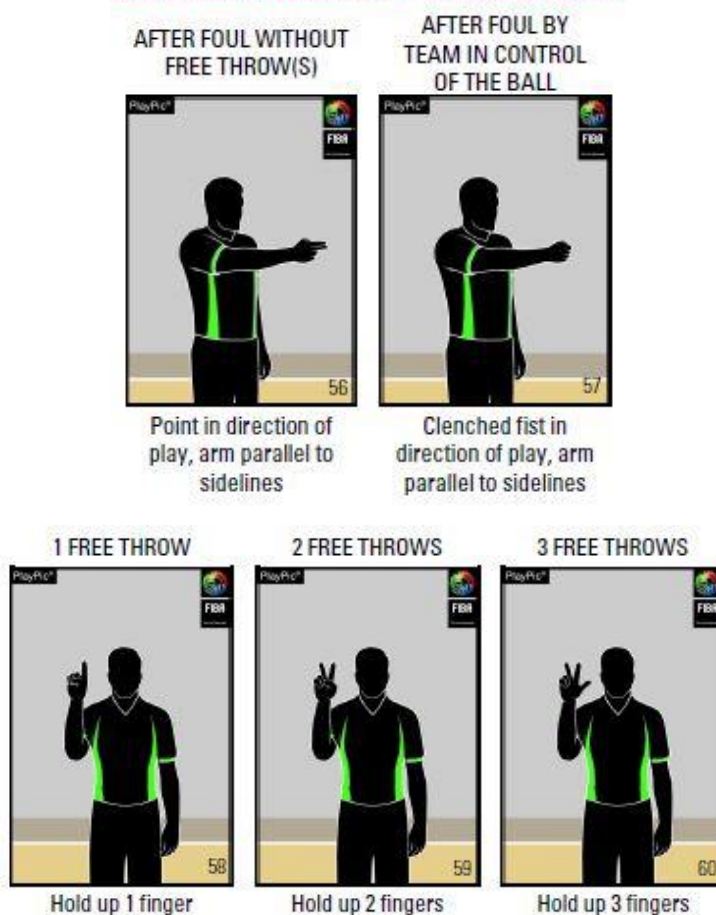 AFTER FOUL WITHOUT
FREE THROW(S)
AFTER FOUL BY
TEAM IN CONTROL
OF THE BALL
PlayPic®
FIBA
56
PlayPic®
FIBA
57
Point in direction of
play, arm parallel to
sidelines
Clenched fist in
direction of play, arm
parallel to sidelines
1 FREE THROW
2 FREE THROWS
3 FREE THROWS
PlayPic®
FIBA
58
PlayPic®
FIBA
59
PlayPic®
FIBA
60
Hold up 1 finger
Hold up 2 fingers
Hold up 3 fingers